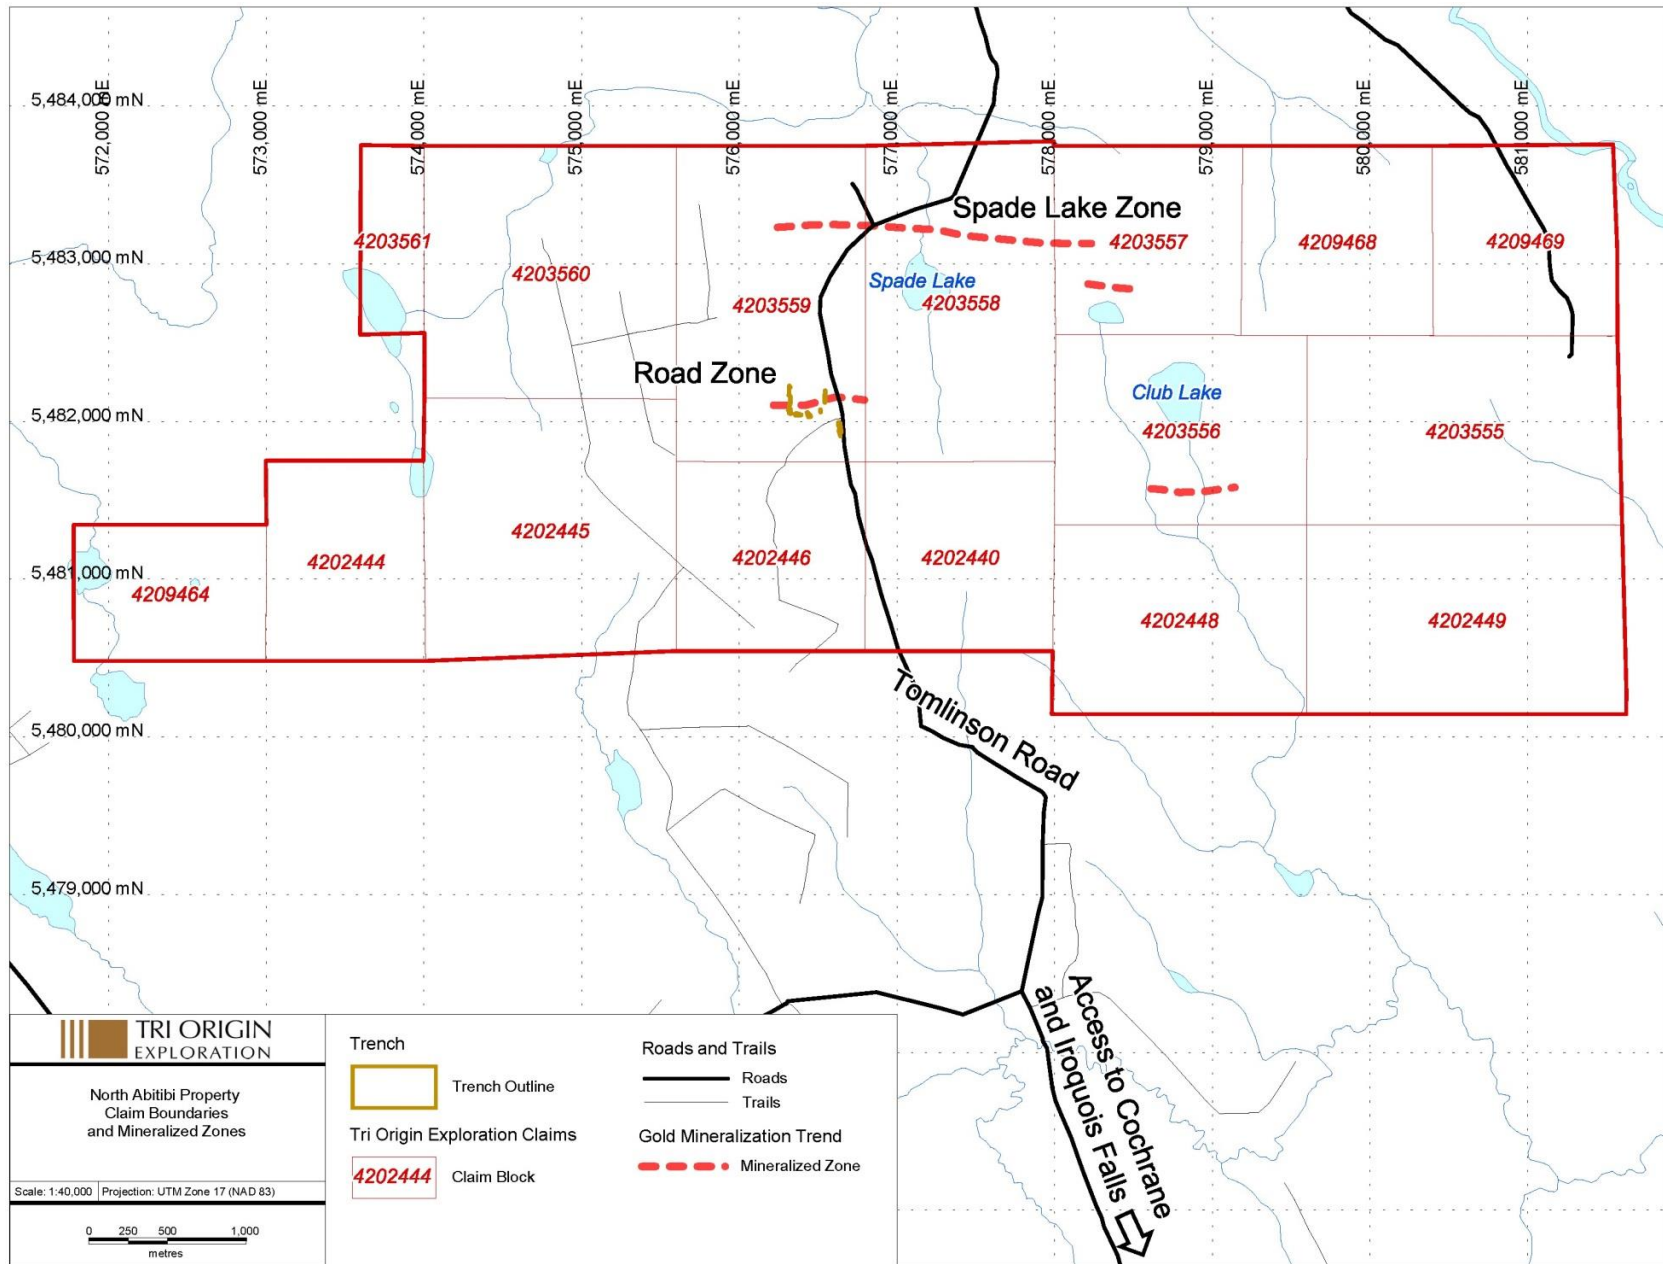 5,484,000 mN
572,000 mE
573,000 mE
574,000 mE
575,000 mE
576,000 mE
577,000 mE
578,000 mE
579,000 mE
580,000 mE
581,000 mE
Spade Lake Zone
4203561
4203560
4203557
4209468
4209469
5,483,000 mN
Spade Lake
4203559
4203558
Road Zone
Club Lake
5,482,000 mN
4203556
4203555
4202445
4202444
4202446
4202440
5,481,000 mN
4209464
4202448
4202449
Tomlinson Road
5,480,000 mN
5,479,000 mN
Access to Cochrane
and Iroquois Falls
TRI ORIGIN
EXPLORATION
North Abitibi Property
Claim Boundaries
and Mineralized Zones
Scale: 1:40,000
Projection: UTM Zone 17 (NAD 83)
0 250 500 1,000
metres
Trench
Trench Outline
Tri Origin Exploration Claims
4202444
Claim Block
Roads and Trails
Roads
Trails
Gold Mineralization Trend
Mineralized Zone